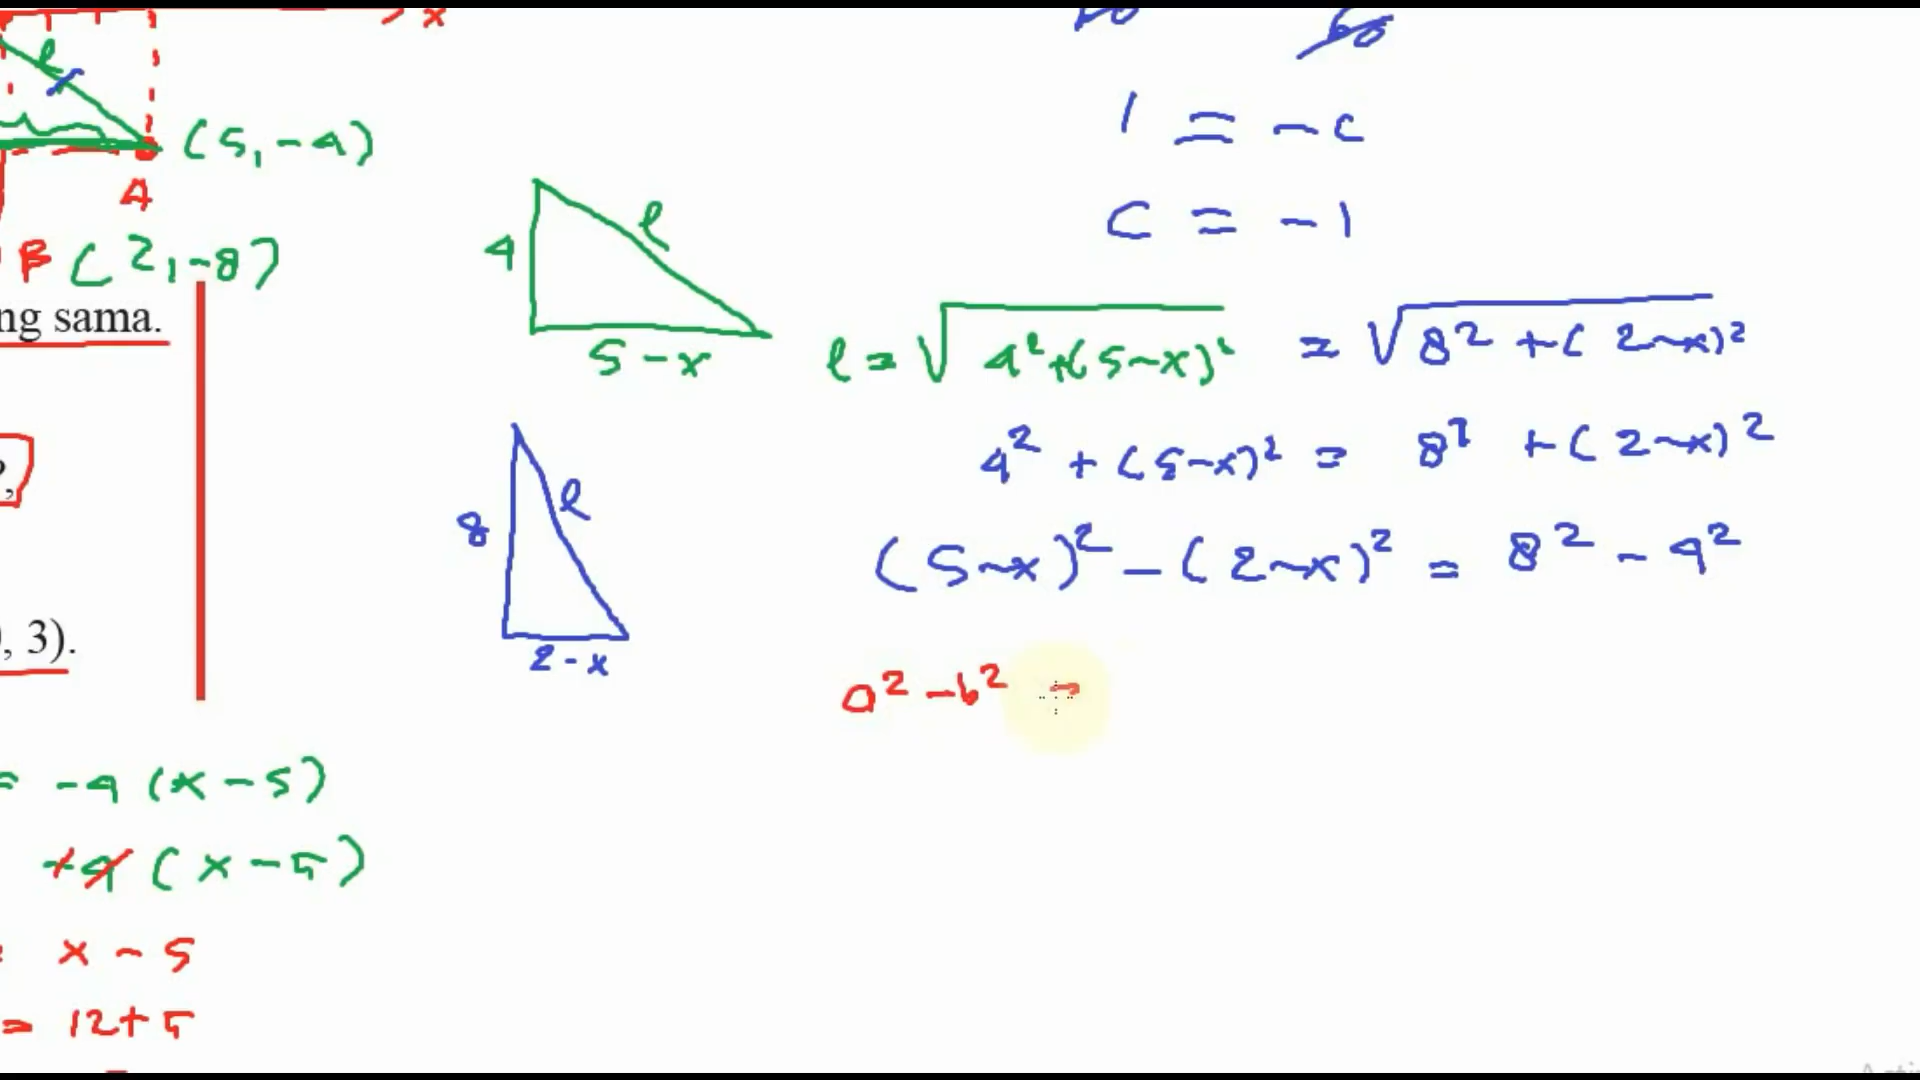 x
l
(5, -4)
A
B (2, -8)
ng sama.
, 3).
= -4 (x - 5)
+4 (x - 5)
x - 5
= 12 + 5
4
l
5 - x
8
l
2 - x
1 = -c
c = -1
l = √(4² + (5-x)²) = √(8² + (2-x)²)
4² + (5-x)² = 8² + (2-x)²
(5-x)² - (2-x)² = 8² - 4²
a² - b² =